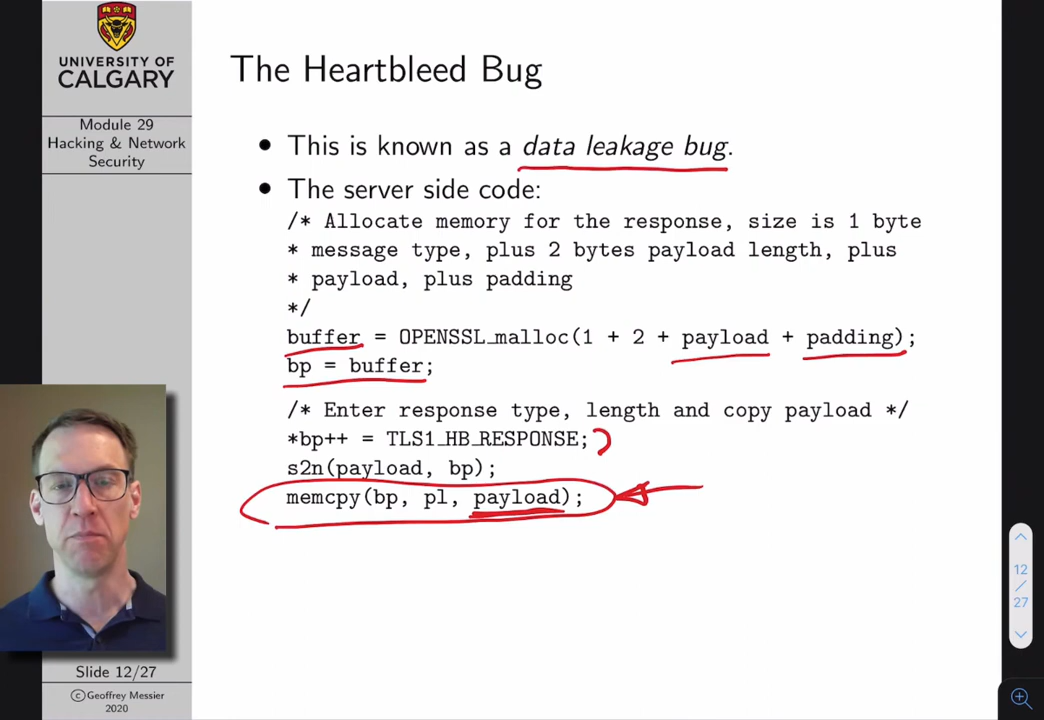 UNIVERSITY OF
CALGARY
Module 29
Hacking & Network
Security
The Heartbleed Bug
• This is known as a data leakage bug.
• The server side code:
/* Allocate memory for the response, size is 1 byte
* message type, plus 2 bytes payload length, plus
* payload, plus padding
*/
buffer = OPENSSL_malloc(1 + 2 + payload + padding);
bp = buffer;
/* Enter response type, length and copy payload */
*bp++ = TLS1_HB_RESPONSE;
s2n(payload, bp);
memcpy(bp, pl, payload);
Slide 12/27
©Geoffrey Messier
2020
12
/
27